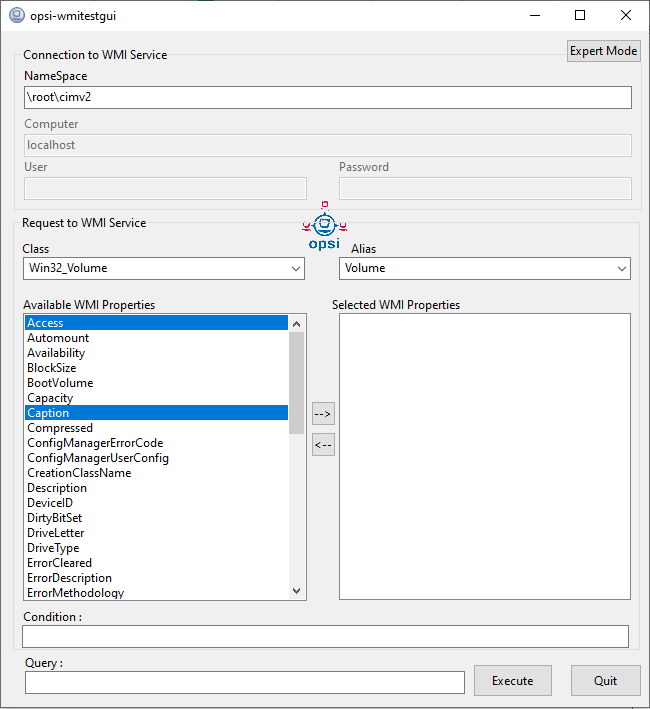 opsi-wmitestgui
Connection to WMI Service
Expert Mode
NameSpace
\root\cimv2
Computer
localhost
User
Password
Request to WMI Service
opsi
Class
Alias
Win32_Volume
Volume
Available WMI Properties
Selected WMI Properties
Access
Automount
Availability
BlockSize
BootVolume
Capacity
Caption
Compressed
ConfigManagerErrorCode
ConfigManagerUserConfig
CreationClassName
Description
DeviceID
DirtyBitSet
DriveLetter
DriveType
ErrorCleared
ErrorDescription
ErrorMethodology
-->
<--
Condition :
Query :
Execute
Quit